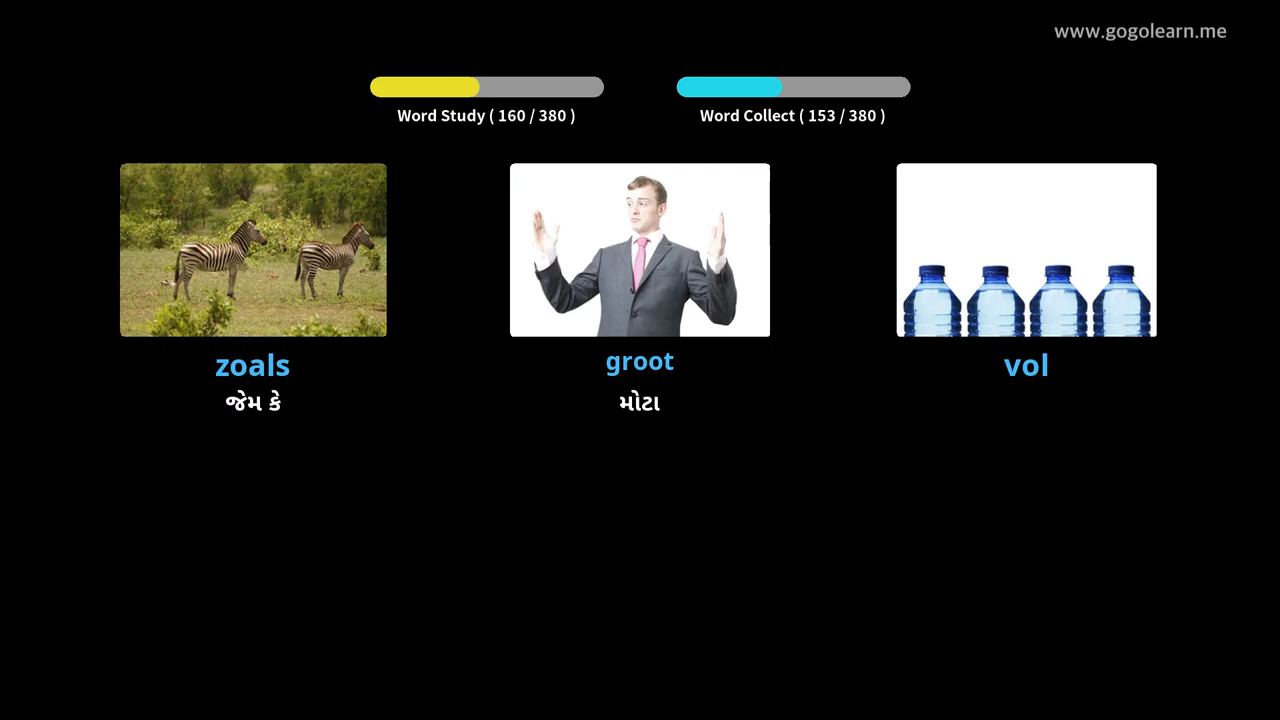 www.gogolearn.me
Word Study ( 160 / 380 )
Word Collect ( 153 / 380 )
zoals
groot
vol
જેમ કે
મોટા